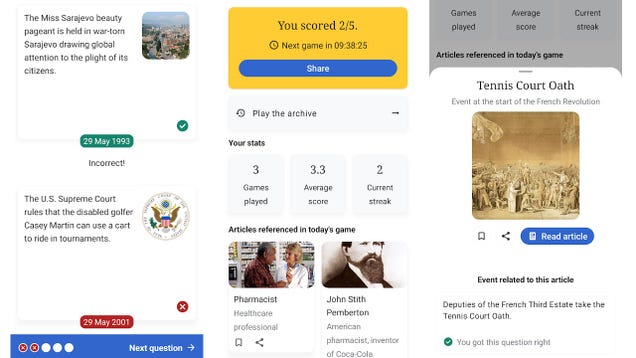 The Miss Sarajevo beauty
pageant is held in war-torn
Sarajevo drawing global
attention to the plight of its
citizens.
29 May 1993
Incorrect!
The U.S. Supreme Court
rules that the disabled golfer
Casey Martin can use a cart
to ride in tournaments.
29 May 2001
Next question →
You scored 2/5.
Next game in 09:38:25
Share
Play the archive →
Your stats
3
Games
played
3.3
Average
score
2
Current
streak
Articles referenced in today's game
Pharmacist
Healthcare
professional
John Stith
Pemberton
American
pharmacist, inventor
of Coca-Cola
Games
played
Average
score
Current
streak
Articles referenced in today's game
Tennis Court Oath
Event at the start of the French Revolution
Read article
Event related to this article
Deputies of the French Third Estate take the
Tennis Court Oath.
You got this question right